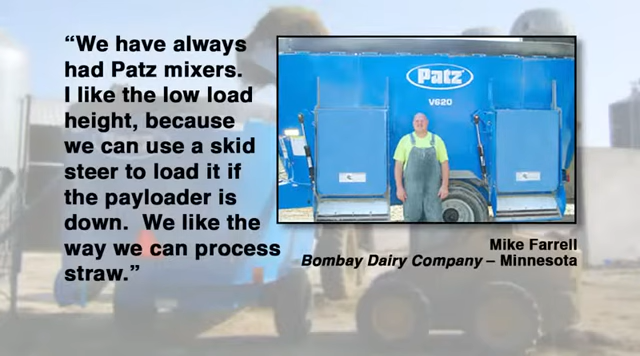 “We have always
had Patz mixers.
I like the low load
height, because
we can use a skid
steer to load it if
the payloader is
down.  We like the
way we can process
straw.”
Patz
V620
Mike Farrell
Bombay Dairy Company – Minnesota